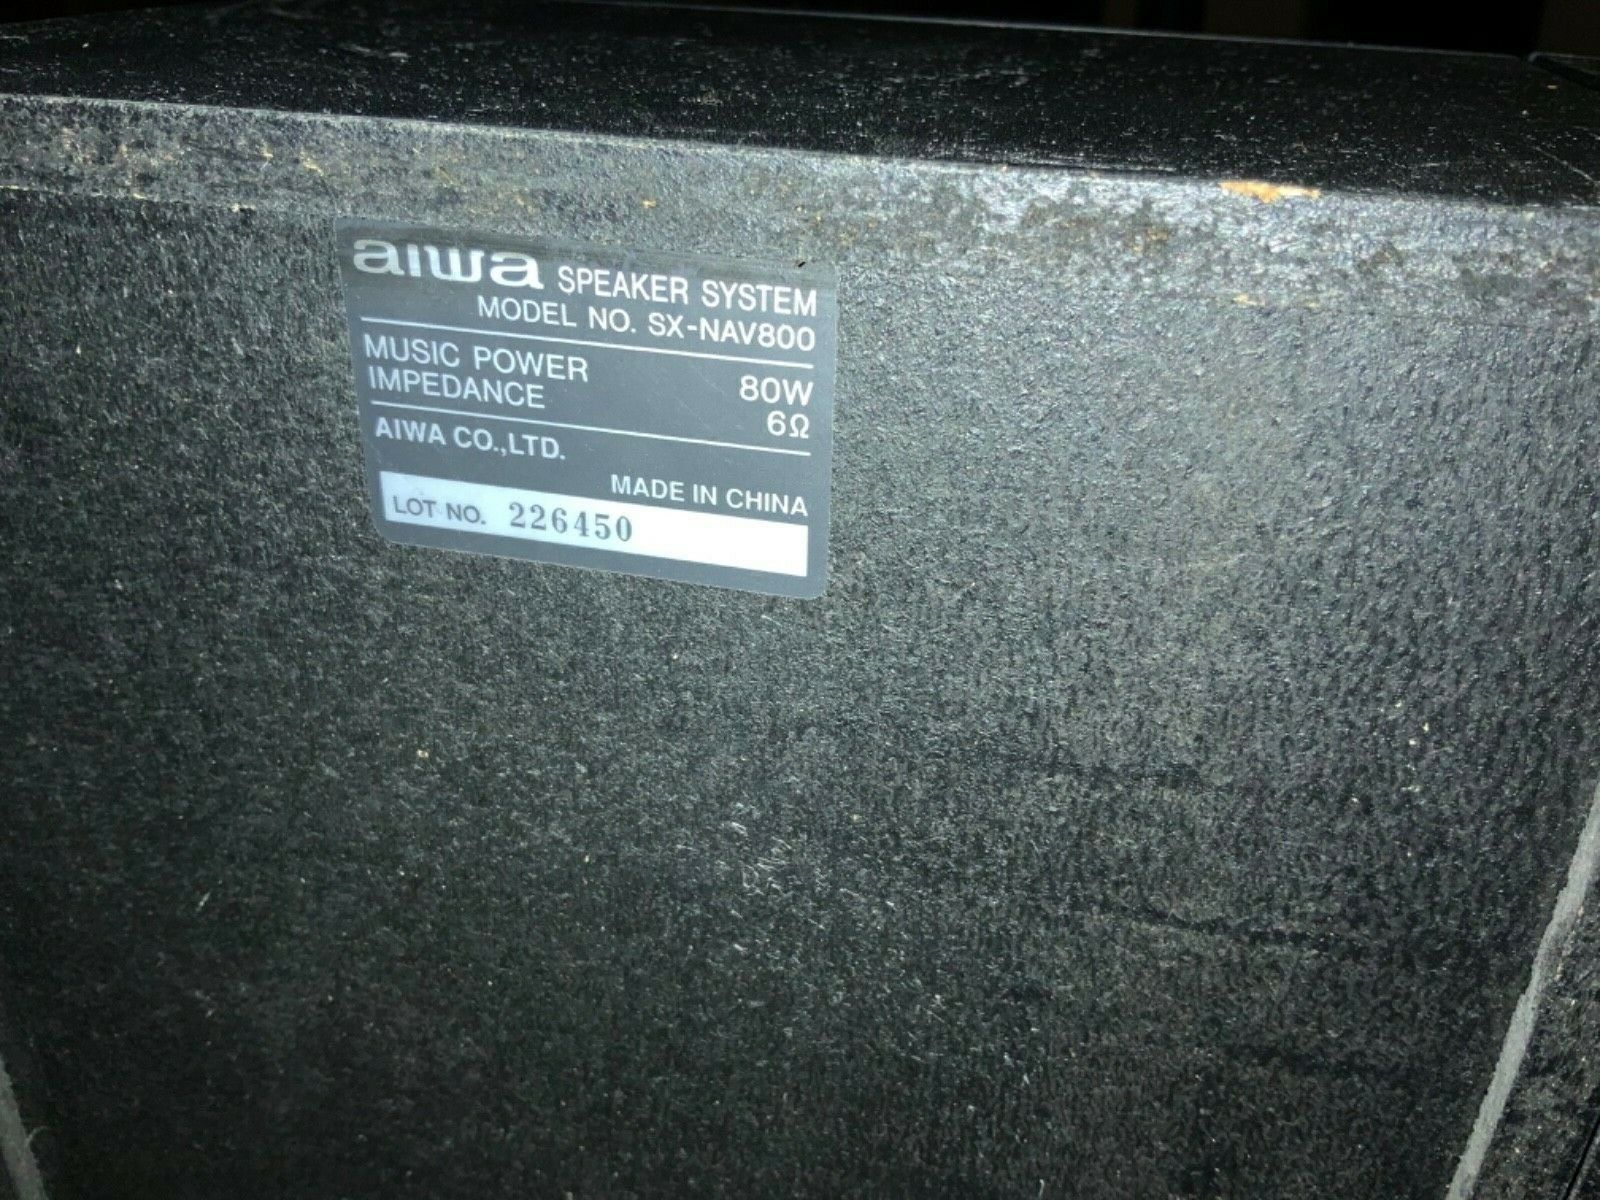 aiwa SPEAKER SYSTEM
MODEL NO. SX-NAV800
MUSIC POWER 80W
IMPEDANCE 6Ω
AIWA CO.,LTD.
MADE IN CHINA
LOT NO. 226450